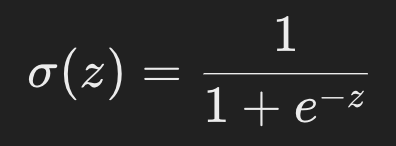 σ(z) = 1 / (1 + e^{-z})